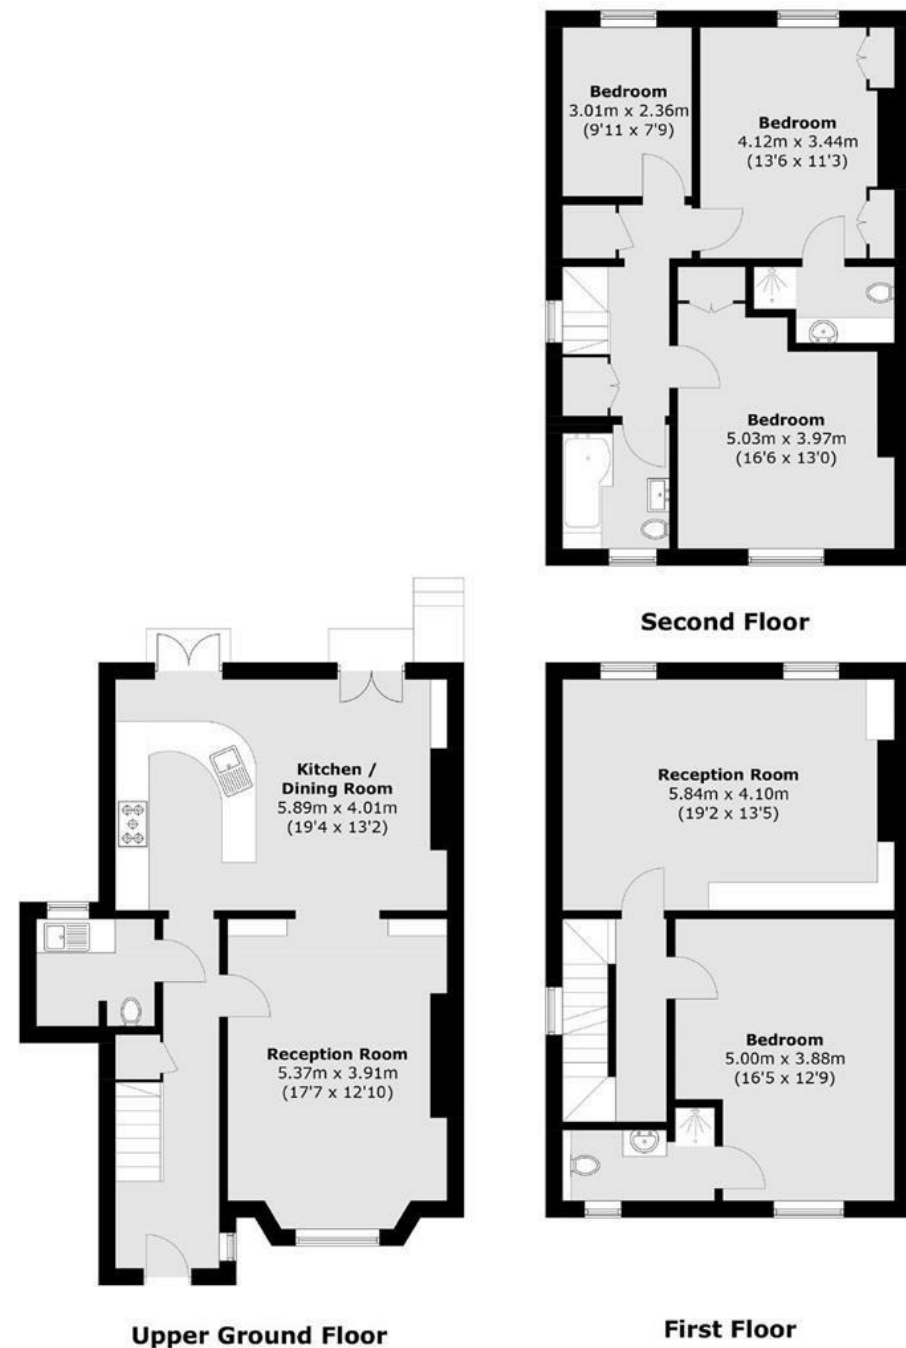 Bedroom
3.01m x 2.36m
(9'11 x 7'9)
Bedroom
4.12m x 3.44m
(13'6 x 11'3)
Bedroom
5.03m x 3.97m
(16'6 x 13'0)
Second Floor
Kitchen /
Dining Room
5.89m x 4.01m
(19'4 x 13'2)
Reception Room
5.37m x 3.91m
(17'7 x 12'10)
Upper Ground Floor
Reception Room
5.84m x 4.10m
(19'2 x 13'5)
Bedroom
5.00m x 3.88m
(16'5 x 12'9)
First Floor